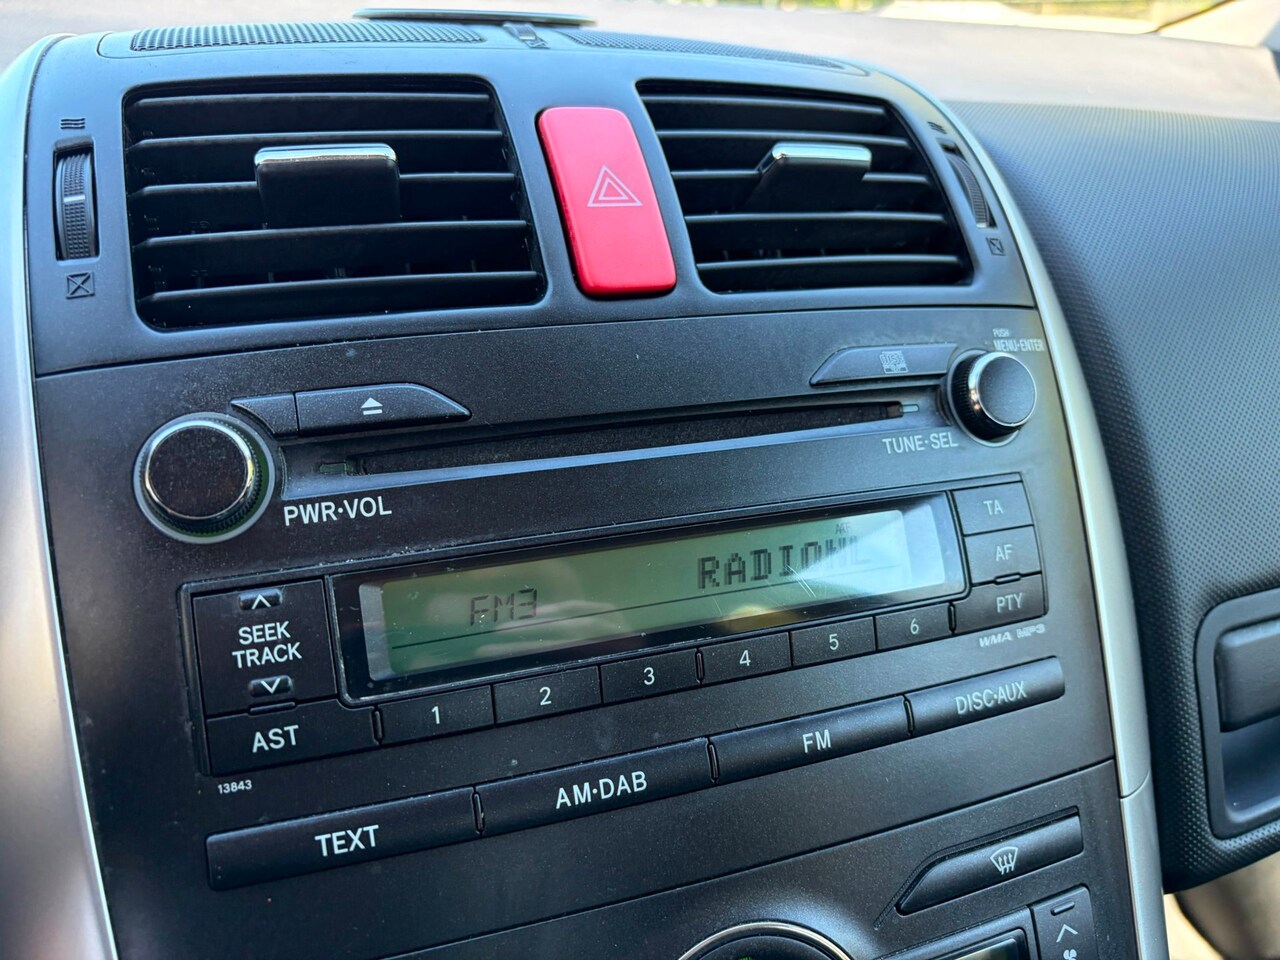 PUSH
MENU·ENTER
TUNE·SEL
PWR·VOL
TA
AF
FM3
RADIONL
PTY
WMA MP3
SEEK
TRACK
1 2 3 4 5 6
AST
DISC·AUX
13843
FM
AM·DAB
TEXT